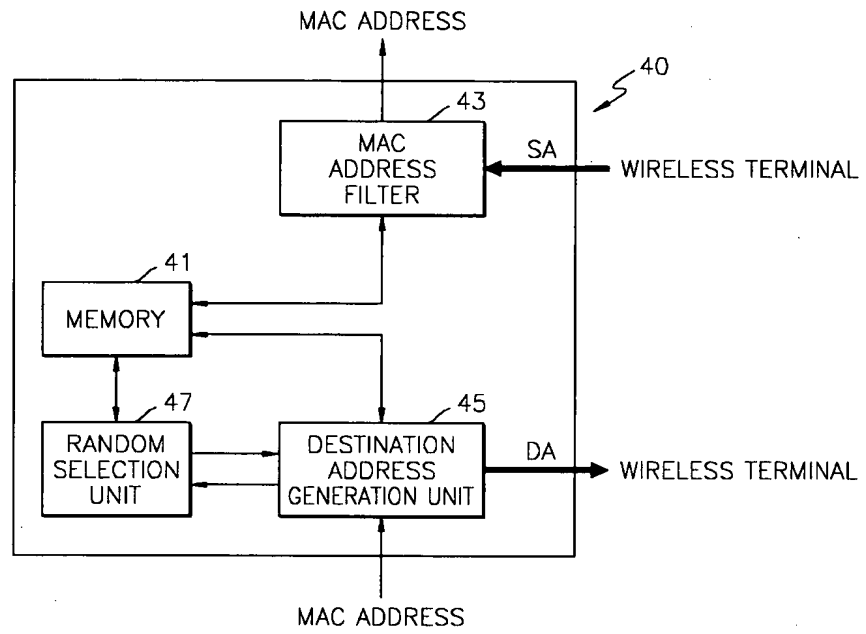 MAC ADDRESS
40
43
MAC
ADDRESS
FILTER
SA
WIRELESS TERMINAL
41
MEMORY
47
RANDOM
SELECTION
UNIT
45
DESTINATION
ADDRESS
GENERATION UNIT
DA
WIRELESS TERMINAL
MAC ADDRESS